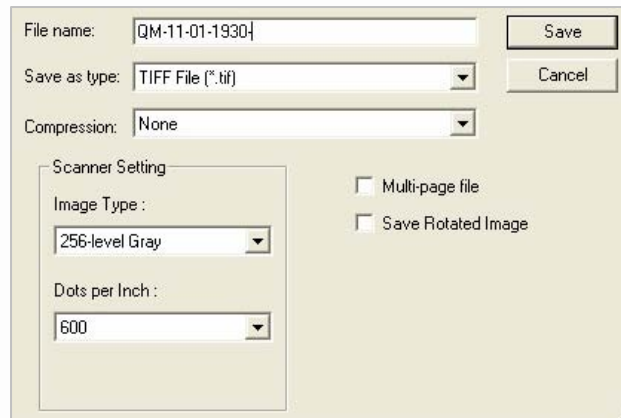 File name: QM-11-01-1930- Save
Save as type: TIFF File (*.tif) Cancel
Compression: None
Scanner Setting
Image Type :
256-level Gray
Dots per Inch :
600
Multi-page file
Save Rotated Image